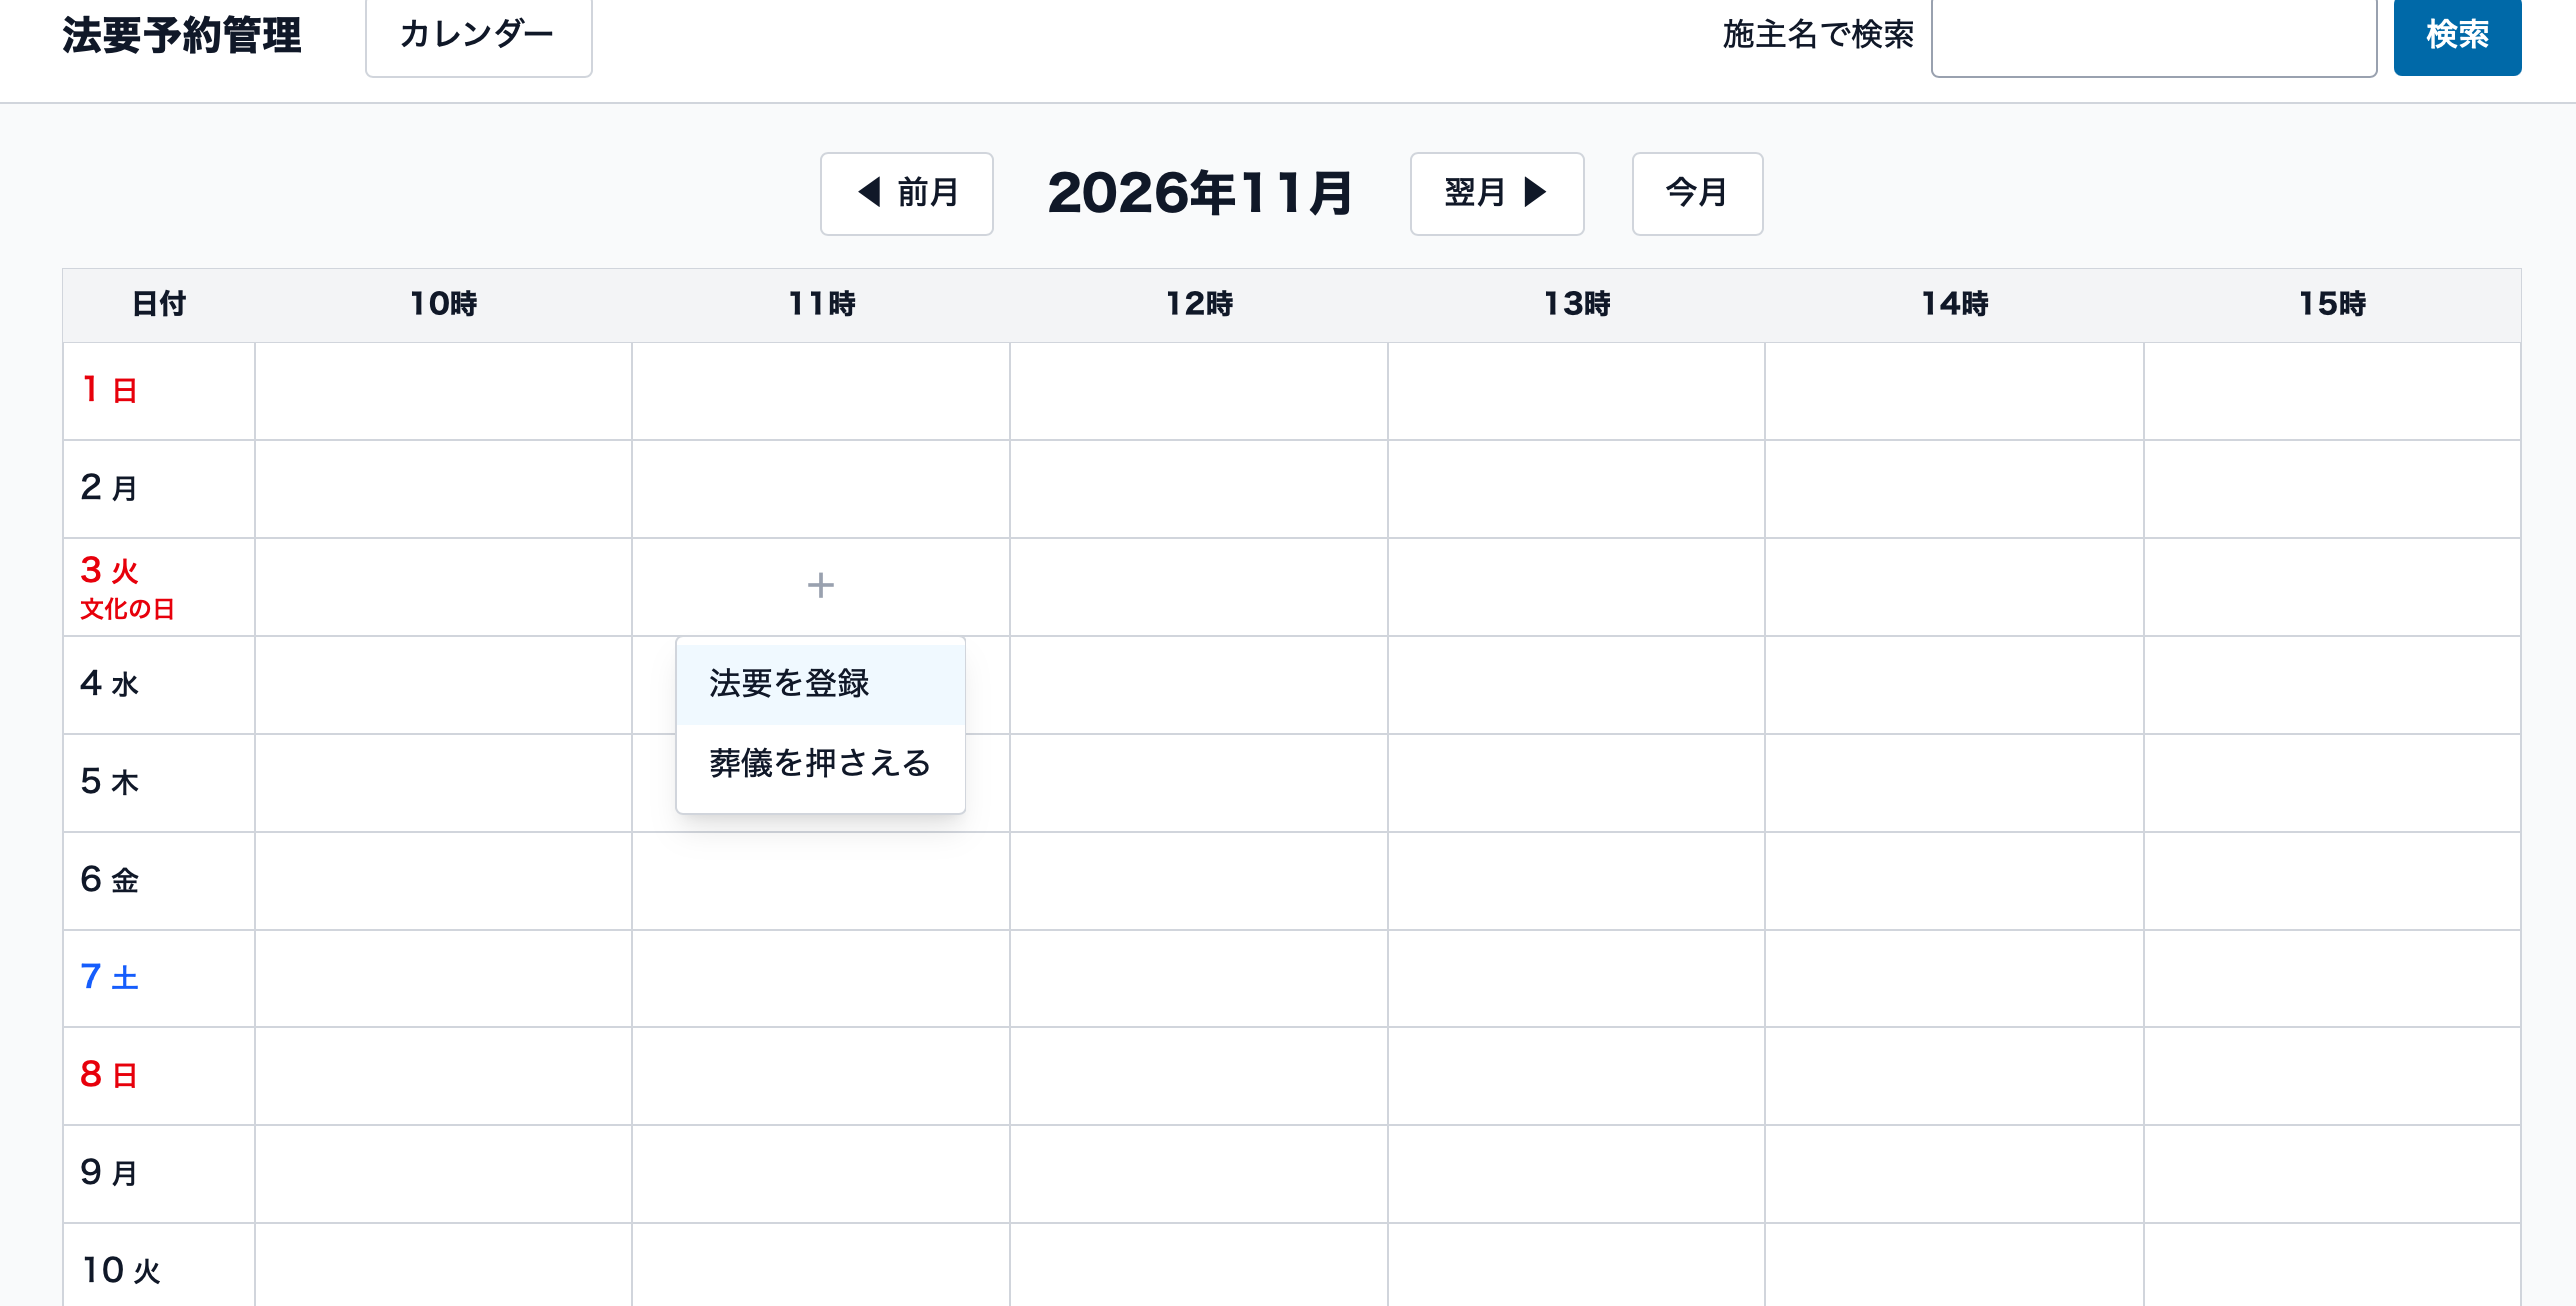 法要予約管理 カレンダー 施主名で検索 検索
◀ 前月 2026年11月 翌月 ▶ 今月
日付 10時 11時 12時 13時 14時 15時
1 日
2 月
3 火
文化の日
+
法要を登録
葬儀を押さえる
4 水
5 木
6 金
7 土
8 日
9 月
10 火